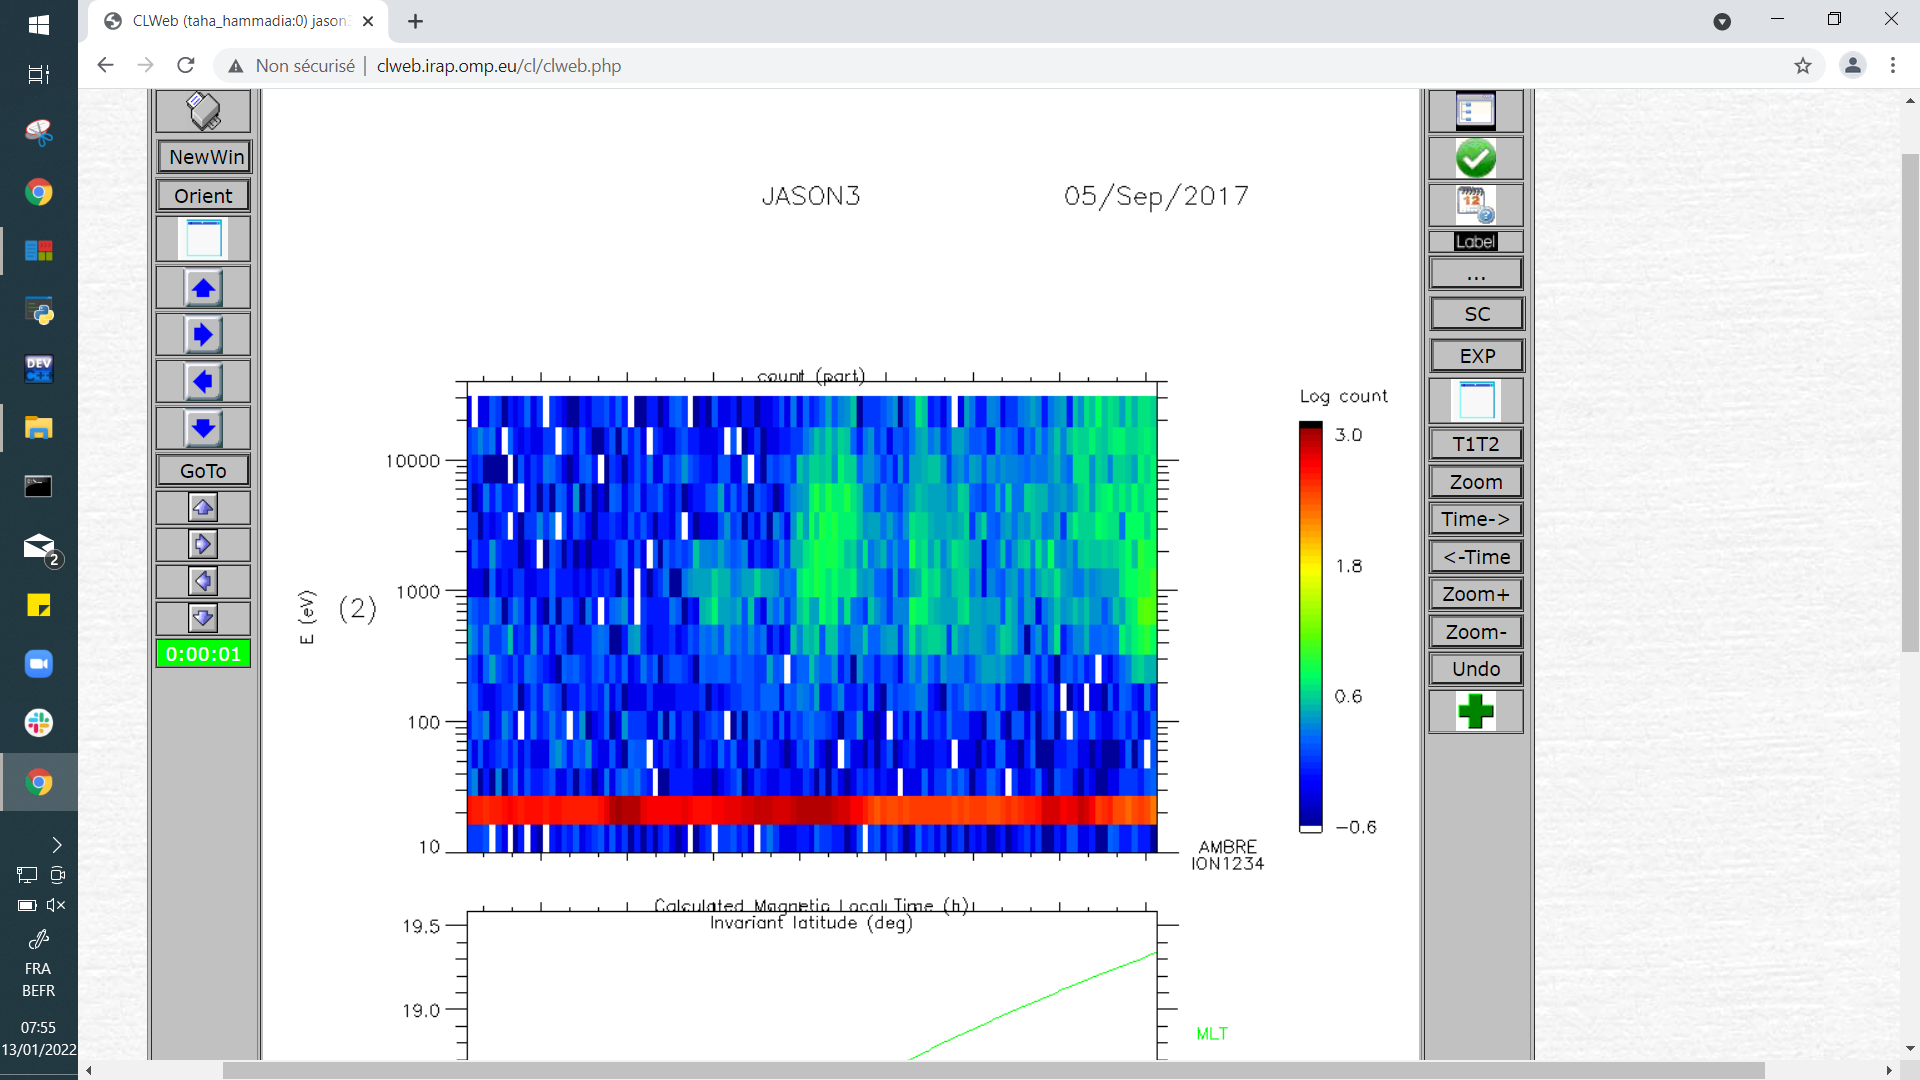 CLWeb (taha_hammadia:0) jason3
Non sécurisé | clweb.irap.omp.eu/cl/clweb.php
NewWin
Orient
GoTo
0:00:01
JASON3 05/Sep/2017
count (part)
10000
1000
100
10
E (eV)
(2)
Log count
3.0
1.8
0.6
−0.6
AMBRE
ION1234
Calculated Magnetic Local Time (h)
Invariant latitude (deg)
19.5
19.0
MLT
12
Label
...
SC
EXP
T1T2
Zoom
Time->
<-Time
Zoom+
Zoom-
Undo
DEV
C++
2
FRA
BEFR
07:55
13/01/2022